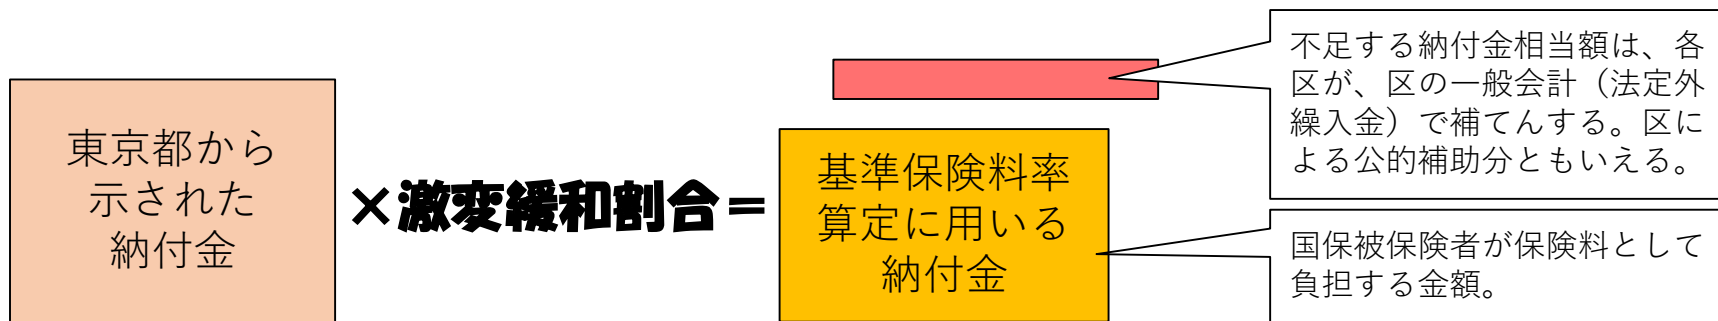 東京都から
示された
納付金
×激変緩和割合＝
基準保険料率
算定に用いる
納付金
不足する納付金相当額は、各
区が、区の一般会計（法定外
繰入金）で補てんする。区に
よる公的補助分ともいえる。
国保被保険者が保険料として
負担する金額。